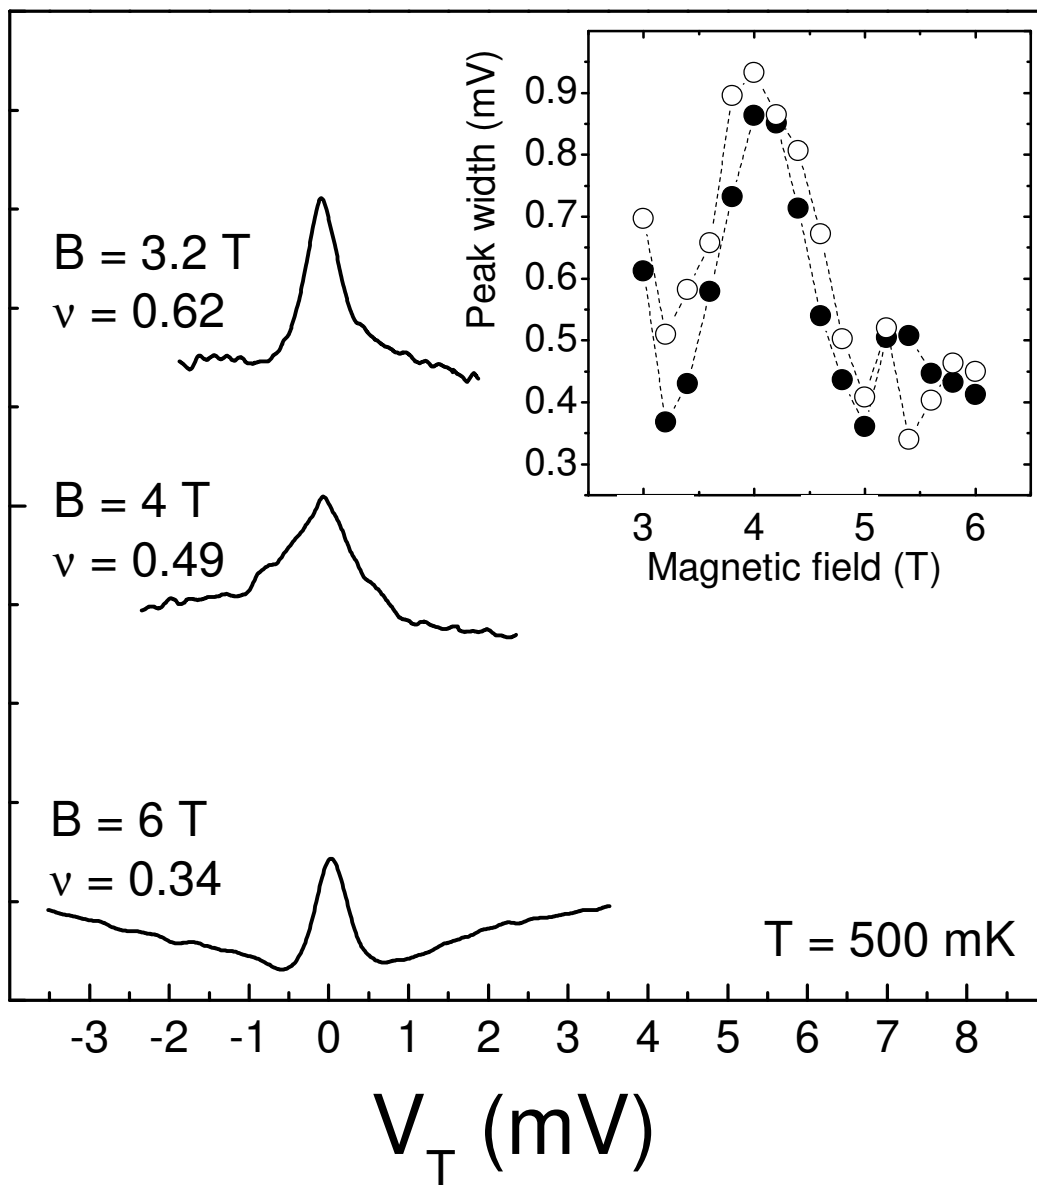 Peak width (mV)
0.9
0.8
0.7
0.6
0.5
0.4
0.3
3 4 5 6
Magnetic field (T)
B = 3.2 T
ν = 0.62
B = 4 T
ν = 0.49
B = 6 T
ν = 0.34
T = 500 mK
-3 -2 -1 0 1 2 3 4 5 6 7 8
V_T (mV)